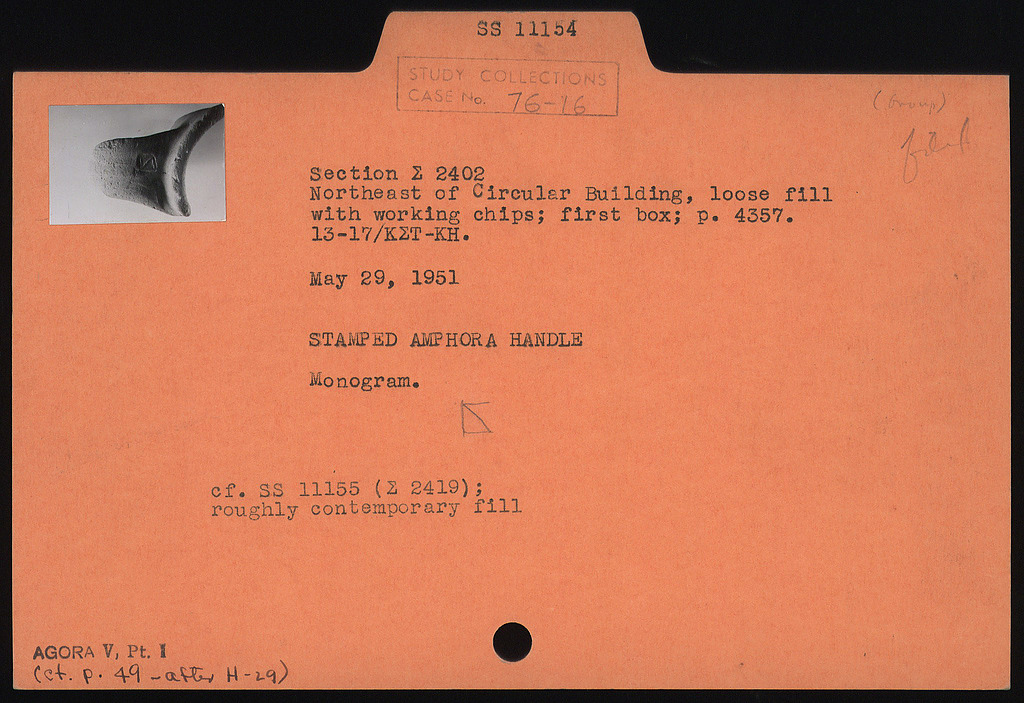 SS 11154
STUDY COLLECTIONS
CASE No. 76-16
(Group)
Section Σ 2402
Northeast of Circular Building, loose fill
with working chips; first box; p. 4357.
13-17/ΚΣΤ-ΚΗ.
May 29, 1951
STAMPED AMPHORA HANDLE
Monogram.
cf. SS 11155 (Σ 2419);
roughly contemporary fill
AGORA V, Pt. I
(ct. p. 49 - after H-29)